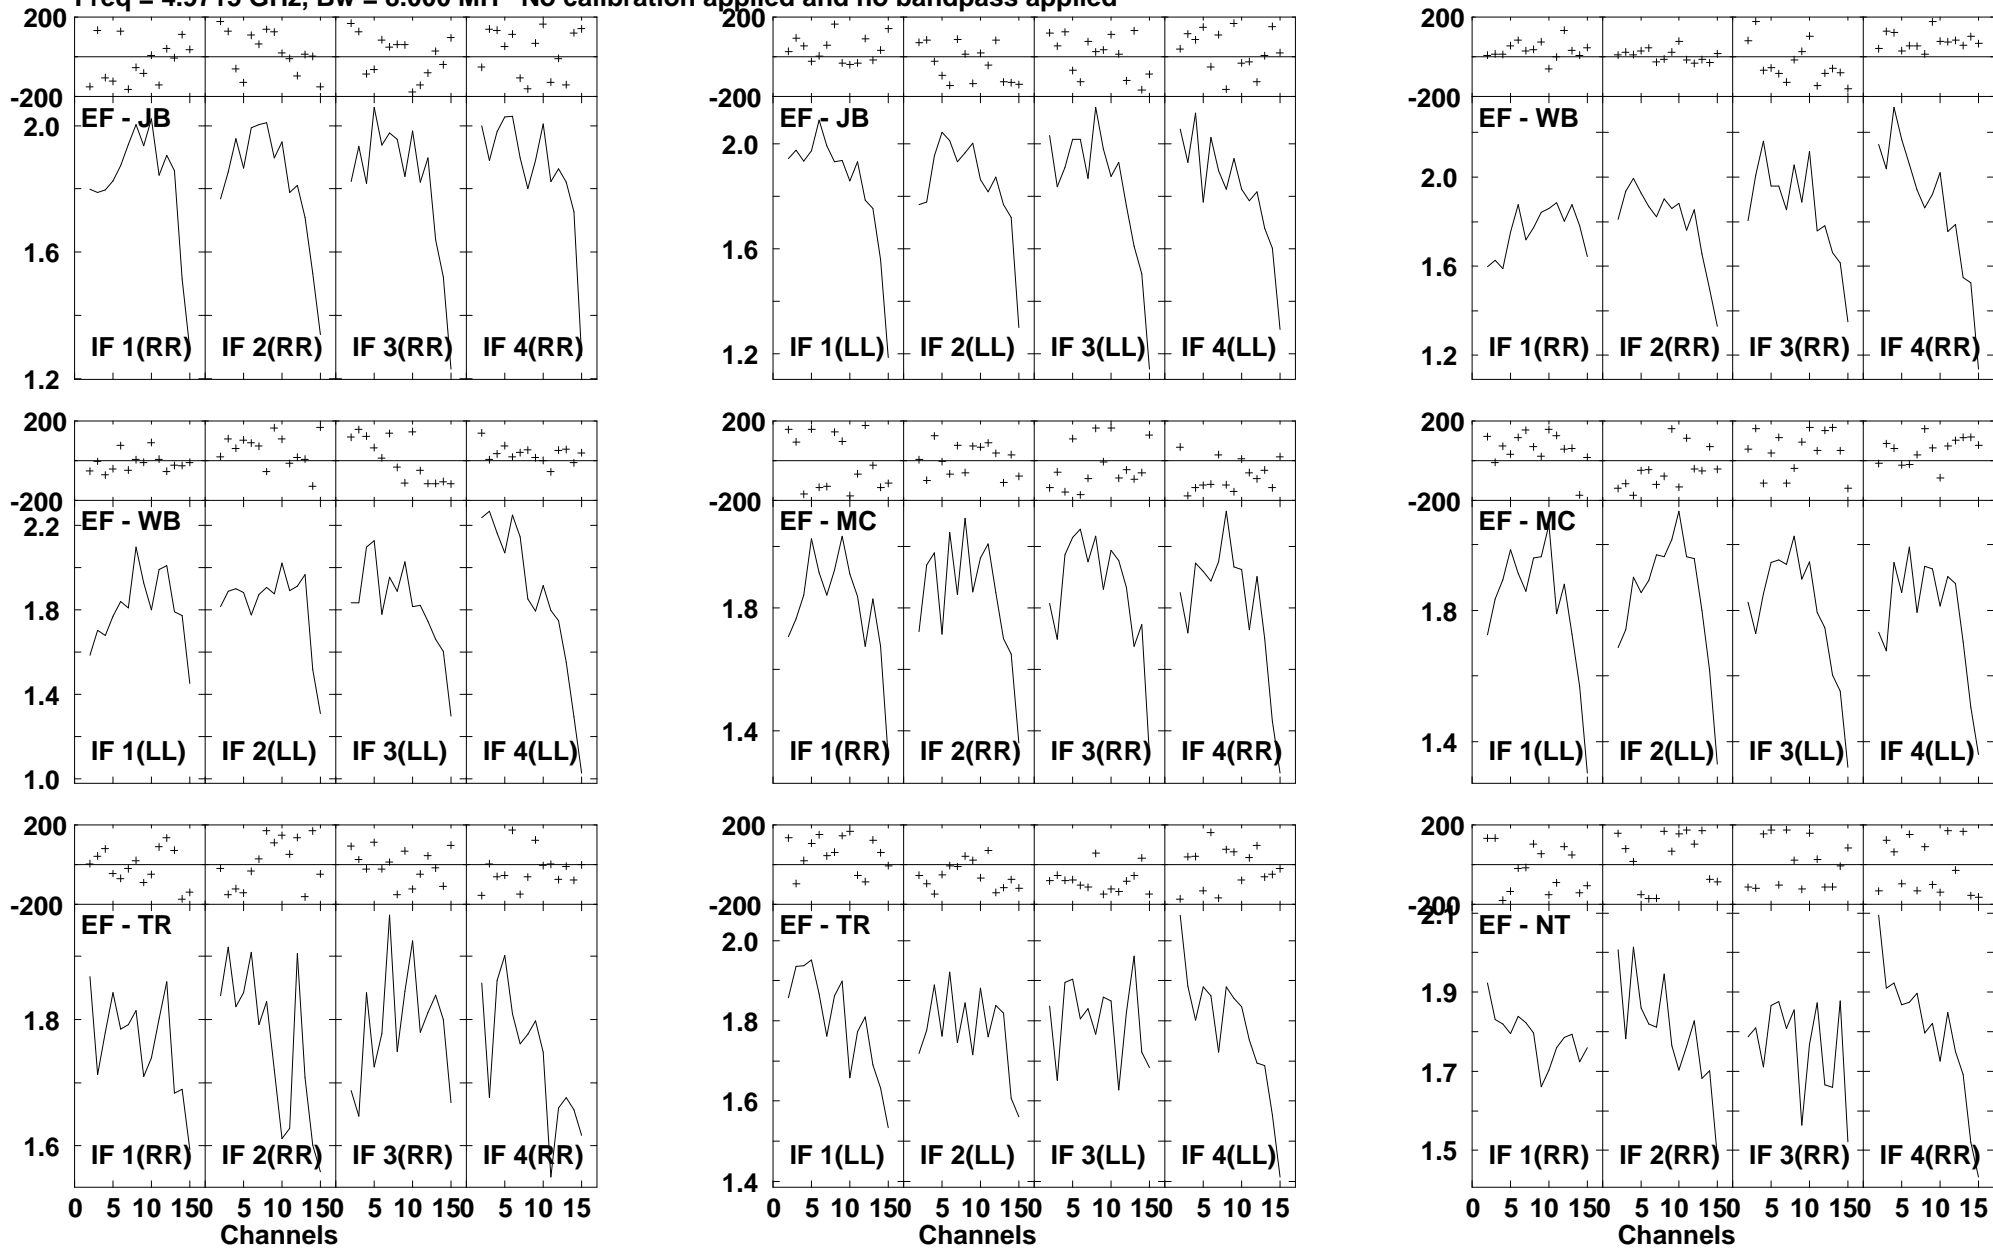 Freq = 4.9715 GHz, Bw = 8.000 MH No calibration applied and no bandpass applied
200
-200
EF - JB
2.0
1.6
1.2
IF 1(RR) IF 2(RR) IF 3(RR) IF 4(RR)
EF - JB
2.0
1.6
1.2
IF 1(LL) IF 2(LL) IF 3(LL) IF 4(LL)
200
-200
EF - WB
2.0
1.6
1.2
IF 1(RR) IF 2(RR) IF 3(RR) IF 4(RR)
200
-200
EF - WB
2.2
1.8
1.4
1.0
IF 1(LL) IF 2(LL) IF 3(LL) IF 4(LL)
200
-200
EF - MC
1.8
1.4
IF 1(RR) IF 2(RR) IF 3(RR) IF 4(RR)
200
-200
EF - MC
1.8
1.4
IF 1(LL) IF 2(LL) IF 3(LL) IF 4(LL)
200
-200
EF - TR
1.8
1.6
IF 1(RR) IF 2(RR) IF 3(RR) IF 4(RR)
0 5 10 150 5 10 150 5 10 150 5 10 15
Channels
200
-200
EF - TR
2.0
1.8
1.6
1.4
IF 1(LL) IF 2(LL) IF 3(LL) IF 4(LL)
0 5 10 150 5 10 150 5 10 150 5 10 15
Channels
200
-200
2.1
EF - NT
1.9
1.7
1.5
IF 1(RR) IF 2(RR) IF 3(RR) IF 4(RR)
0 5 10 150 5 10 150 5 10 150 5 10 15
Channels